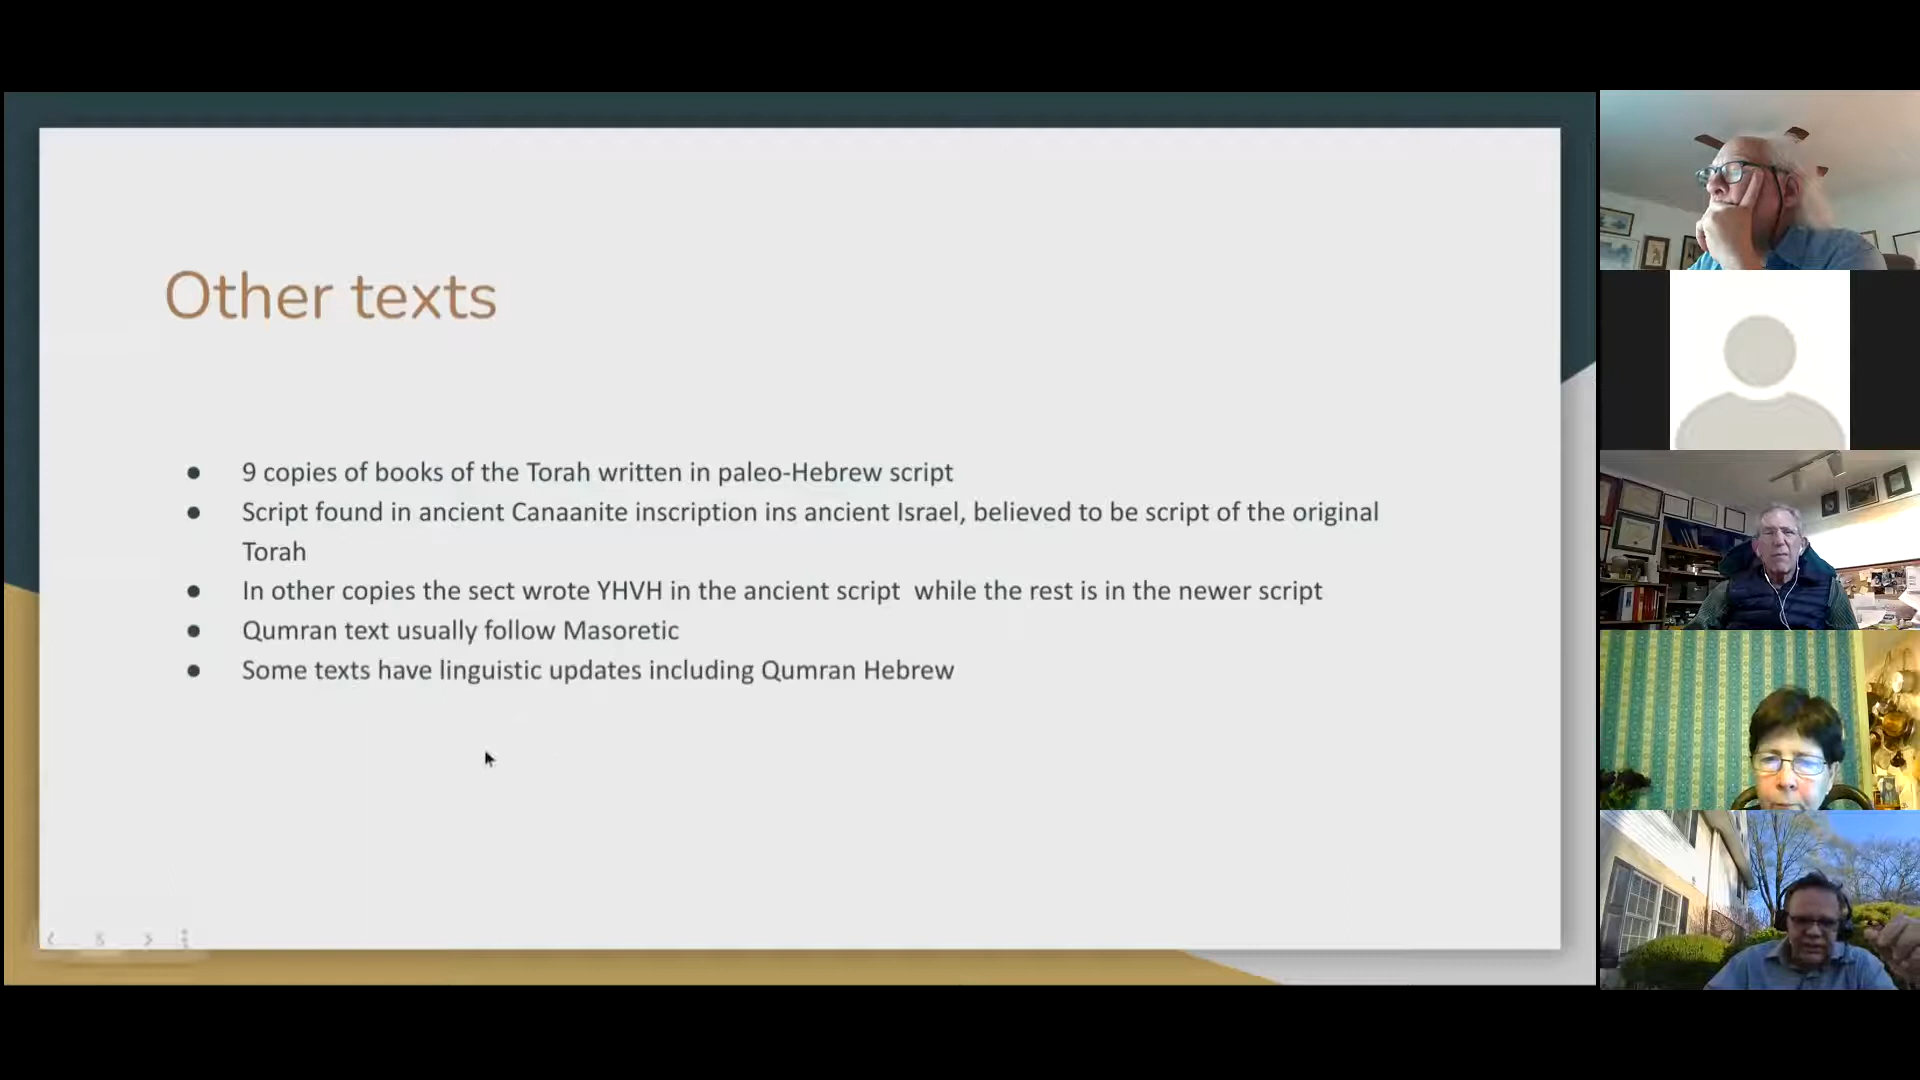 Other texts
● 9 copies of books of the Torah written in paleo-Hebrew script
● Script found in ancient Canaanite inscription ins ancient Israel, believed to be script of the original
Torah
● In other copies the sect wrote YHVH in the ancient script  while the rest is in the newer script
● Qumran text usually follow Masoretic
● Some texts have linguistic updates including Qumran Hebrew